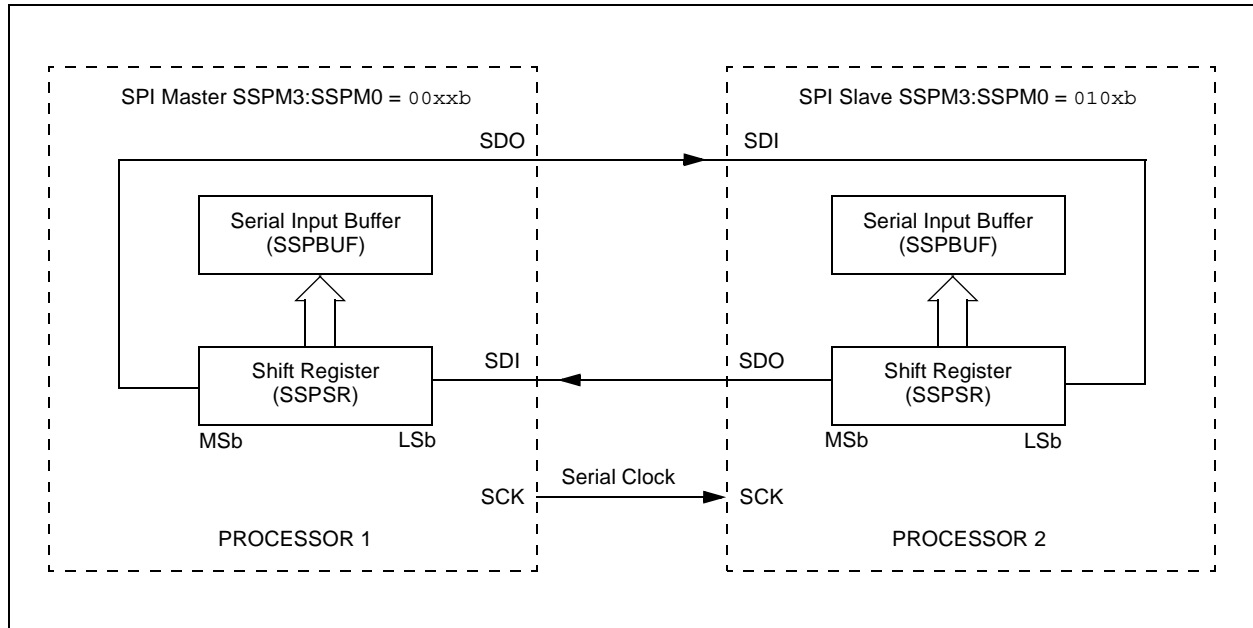 SPI Master SSPM3:SSPM0 = 00xxb
SDO
Serial Input Buffer
(SSPBUF)
Shift Register
(SSPSR)
MSb
LSb
SDI
SCK
PROCESSOR 1
Serial Clock
SPI Slave SSPM3:SSPM0 = 010xb
SDI
Serial Input Buffer
(SSPBUF)
SDO
Shift Register
(SSPSR)
MSb
LSb
SCK
PROCESSOR 2